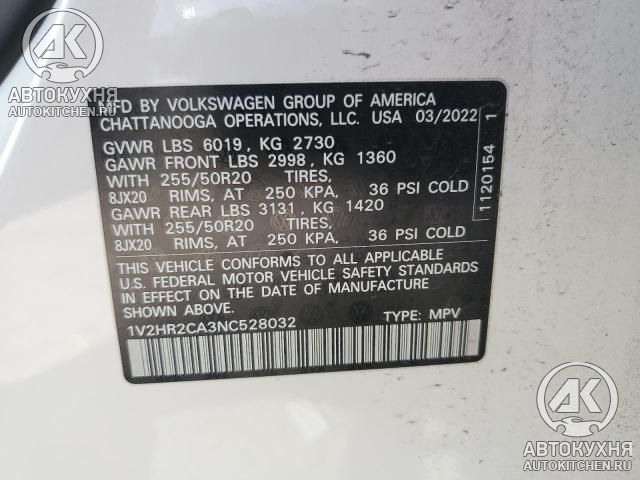 АК
АВТОКУХНЯ
AUTOKITCHEN.RU
MFD BY VOLKSWAGEN GROUP OF AMERICA
CHATTANOOGA OPERATIONS, LLC. USA 03/2022
GVWR LBS 6019, KG 2730
GAWR FRONT LBS 2998, KG 1360
WITH 255/50R20 TIRES,
8JX20 RIMS, AT 250 KPA, 36 PSI COLD
GAWR REAR LBS 3131, KG 1420
WITH 255/50R20 TIRES,
8JX20 RIMS, AT 250 KPA, 36 PSI COLD
THIS VEHICLE CONFORMS TO ALL APPLICABLE
U.S. FEDERAL MOTOR VEHICLE SAFETY STANDARDS
IN EFFECT ON THE DATE OF MANUFACTURE
SHOWN ABOVE.
1V2HR2CA3NC528032 TYPE: MPV
1120154 1
АК
АВТОКУХНЯ
AUTOKITCHEN.RU